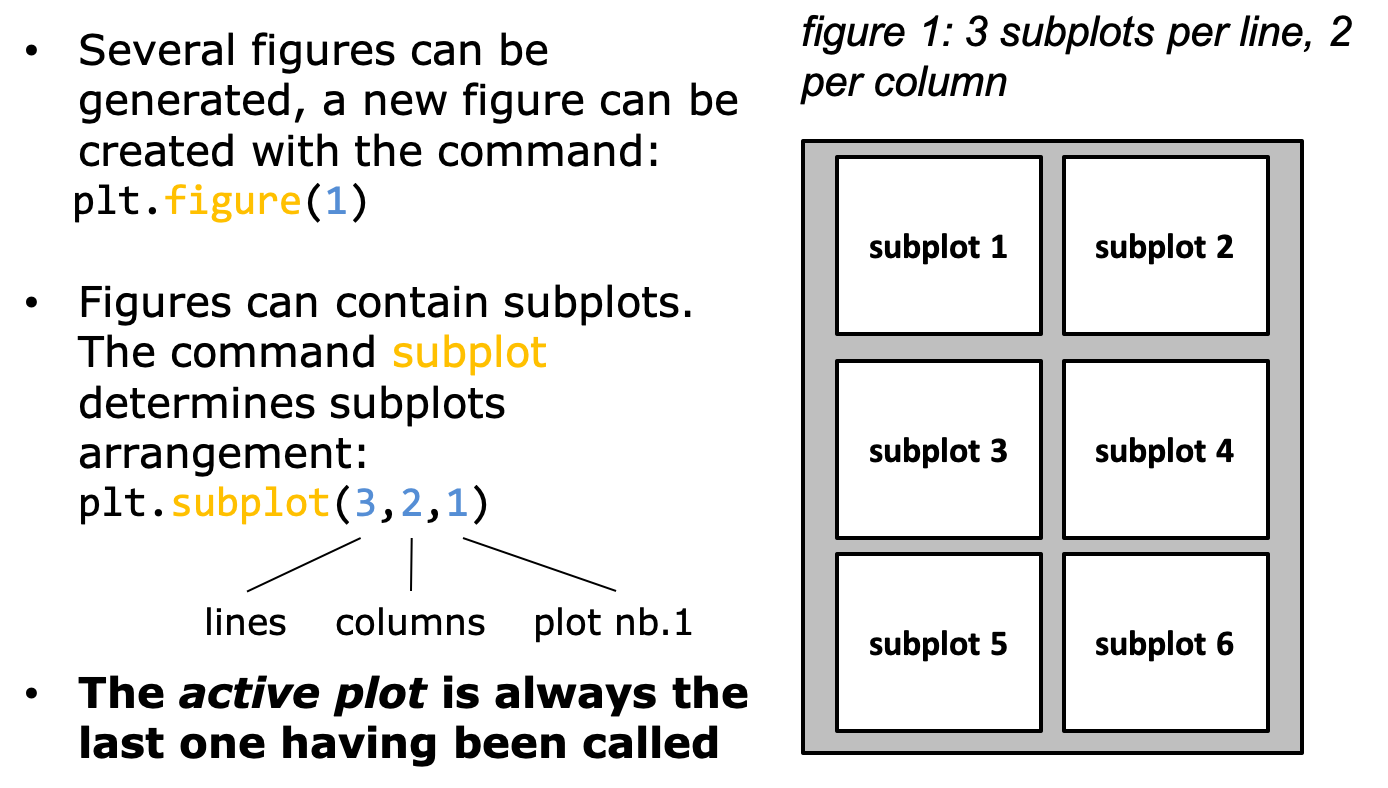 • Several figures can be
generated, a new figure can be
created with the command:
plt.figure(1)
• Figures can contain subplots.
The command subplot
determines subplots
arrangement:
plt.subplot(3,2,1)
lines columns plot nb.1
• The active plot is always the
last one having been called
figure 1: 3 subplots per line, 2
per column
subplot 1 subplot 2
subplot 3 subplot 4
subplot 5 subplot 6